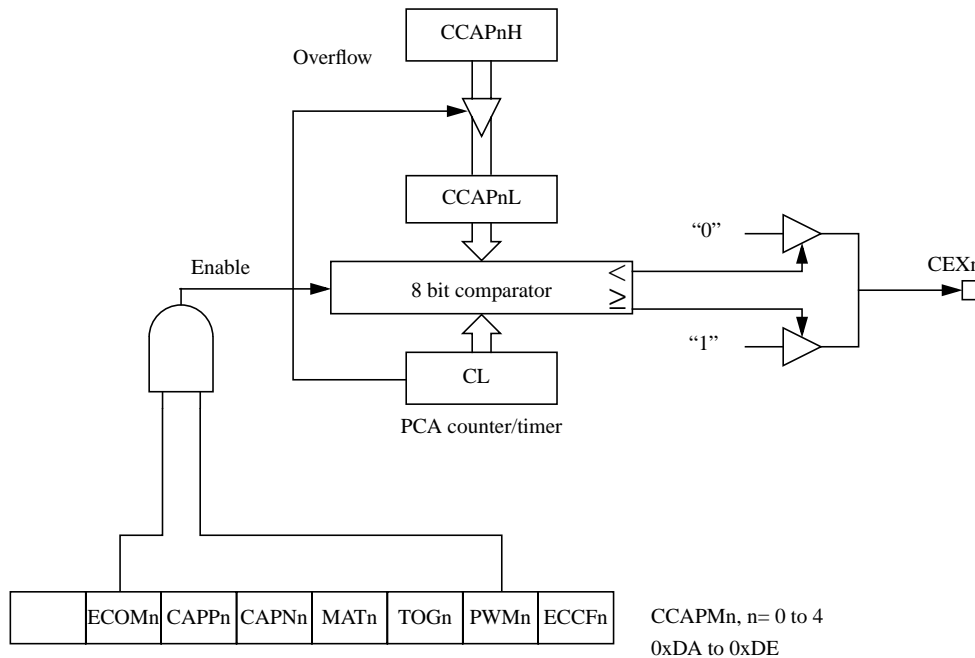 CCAPnH
Overflow
CCAPnL
“0”
Enable
<
8 bit comparator
≥
CEXn
“1”
CL
PCA counter/timer
ECOMn CAPPn CAPNn MATn TOGn PWMn ECCFn
CCAPMn, n= 0 to 4
0xDA to 0xDE